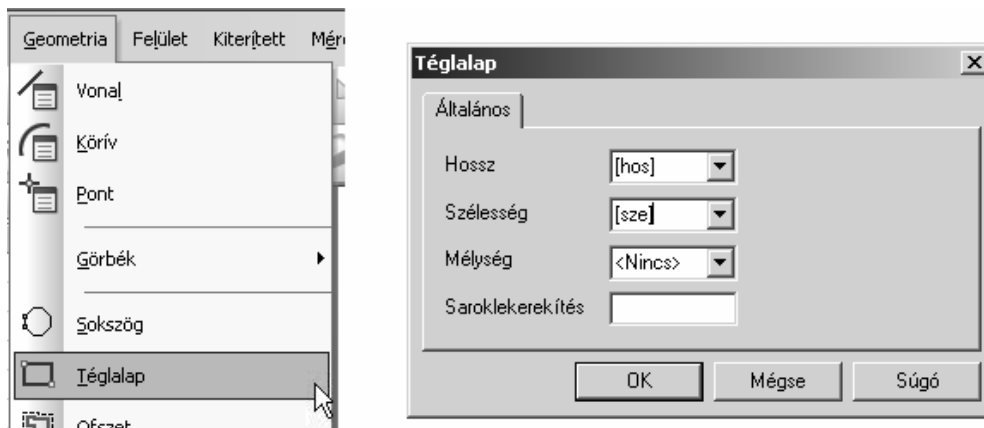 Geometria Felület Kiterített
Vonal
Körív
Pont
Görbék
Sokszög
Téglalap
Ofszet
Téglalap
Általános
Hossz [hos]
Szélesség [sze]
Mélység <Nincs>
Saroklekerekítés
OK Mégse Súgó